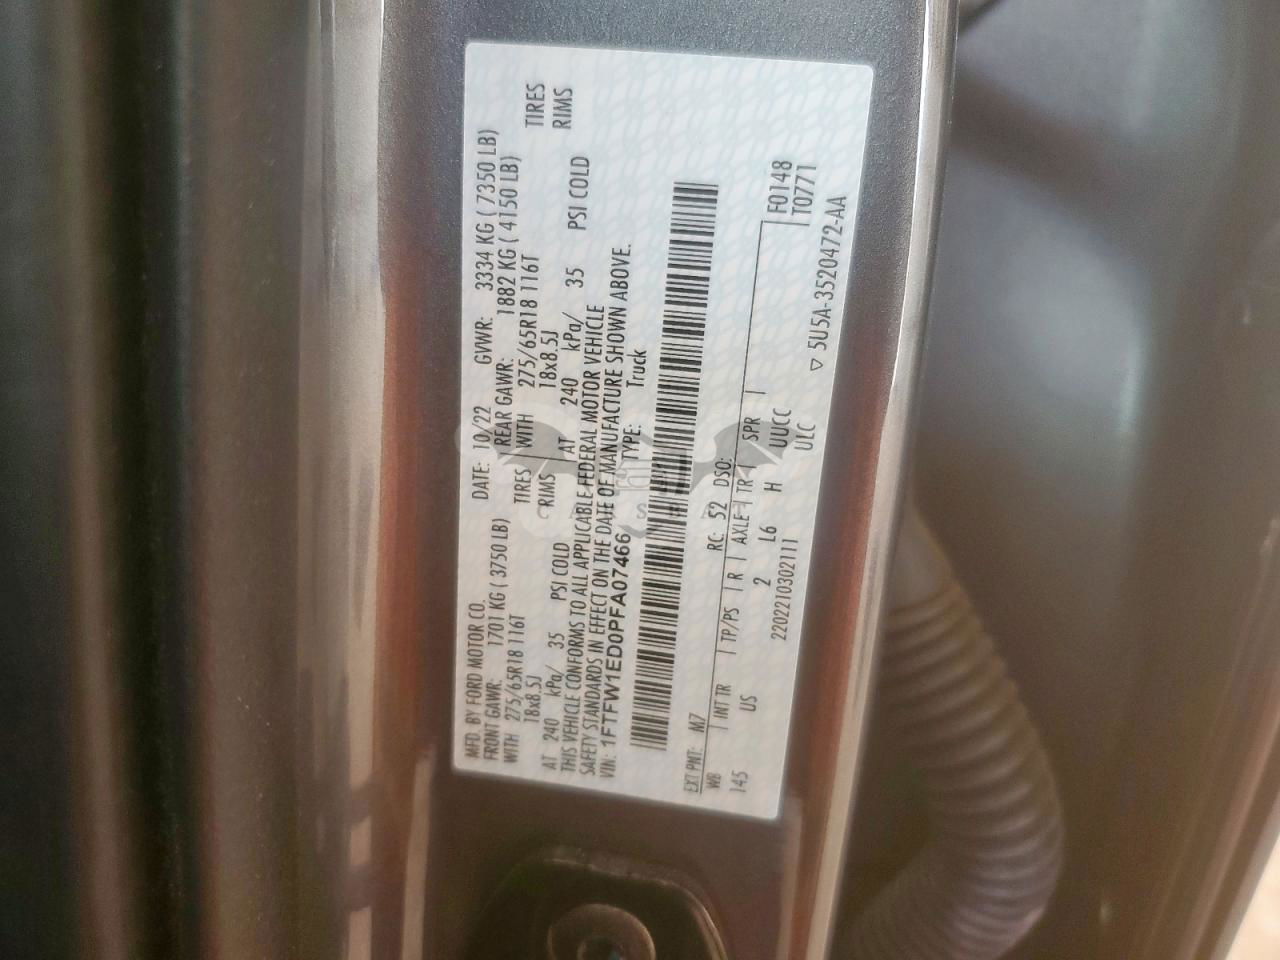 MFD. BY FORD MOTOR CO. DATE: 10/22 GVWR: 3334 KG ( 7350 LB)
FRONT GAWR: 1701 KG ( 3750 LB) REAR GAWR: 1882 KG ( 4150 LB)
WITH 275/65R18 116T TIRES WITH 275/65R18 116T TIRES
18x8.5J RIMS 18x8.5J RIMS
AT 240 kPa/ 35 PSI COLD AT 240 kPa/ 35 PSI COLD
THIS VEHICLE CONFORMS TO ALL APPLICABLE FEDERAL MOTOR VEHICLE
SAFETY STANDARDS IN EFFECT ON THE DATE OF MANUFACTURE SHOWN ABOVE.
VIN: 1FTFW1ED0PFA07466 TYPE: Truck
EXT PNT: M7 RC: 52 DSO: F0148
WB INT TR TP/PS R AXLE TR SPR T0771
145 US 2 L6 H UUCC
2202210302111 ULC
▽ 5U5A-3520472-AA